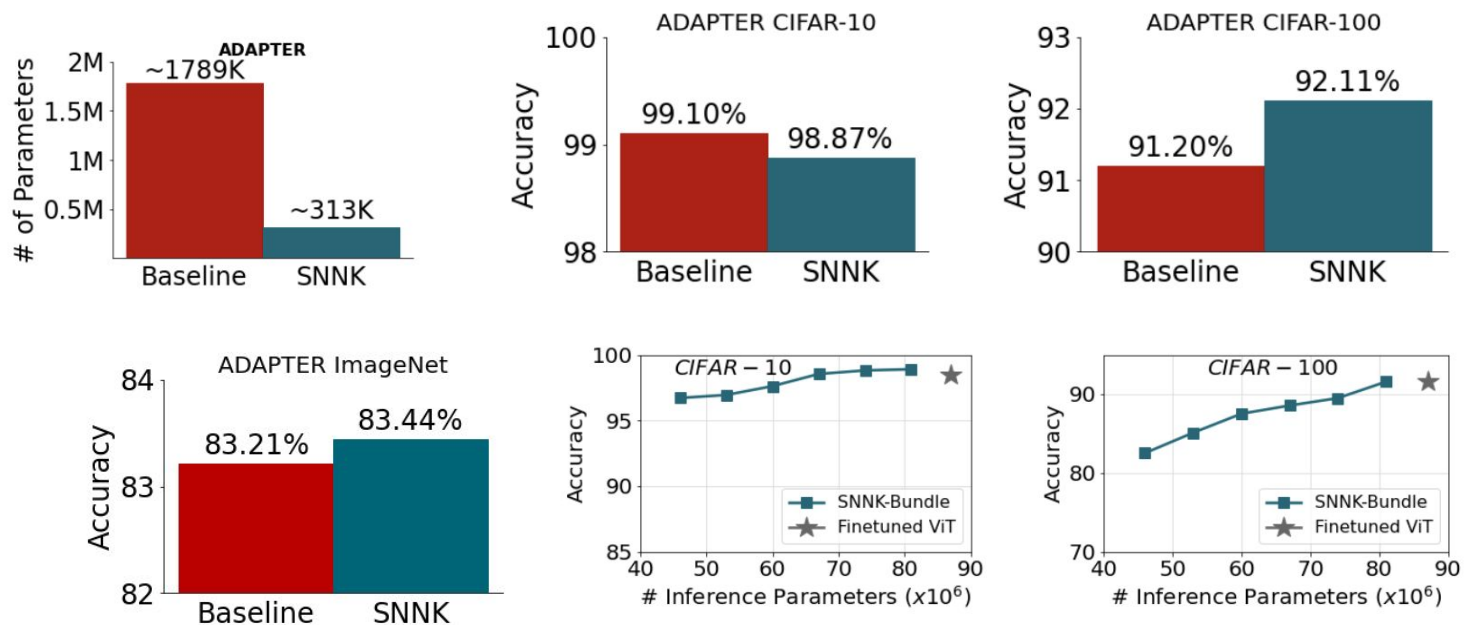 ADAPTER
# of Parameters
2M
1.5M
1M
0.5M
~1789K
~313K
Baseline SNNK
ADAPTER CIFAR-10
Accuracy
100
99
98
99.10%
98.87%
Baseline SNNK
ADAPTER CIFAR-100
Accuracy
93
92
91
90
91.20%
92.11%
Baseline SNNK
ADAPTER ImageNet
Accuracy
84
83
82
83.21%
83.44%
Baseline SNNK
CIFAR − 10
Accuracy
100
95
90
85
SNNK-Bundle
Finetuned ViT
40 50 60 70 80 90
# Inference Parameters (x10⁶)
CIFAR − 100
Accuracy
90
80
70
SNNK-Bundle
Finetuned ViT
40 50 60 70 80 90
# Inference Parameters (x10⁶)